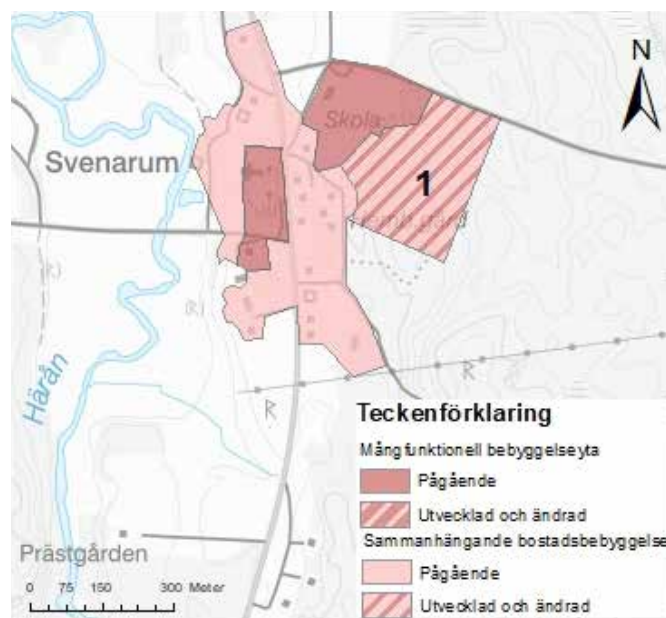 N
Skola
Svenarum
1
Härån
(R)
(R)
R
R
Teckenförklaring
Mångfunktionell bebyggelseyta
Pågående
Utvecklad och ändrad
Sammanhängande bostadsbebyggelse
Pågående
Utvecklad och ändrad
Prästgården
0 75 150 300 Meter